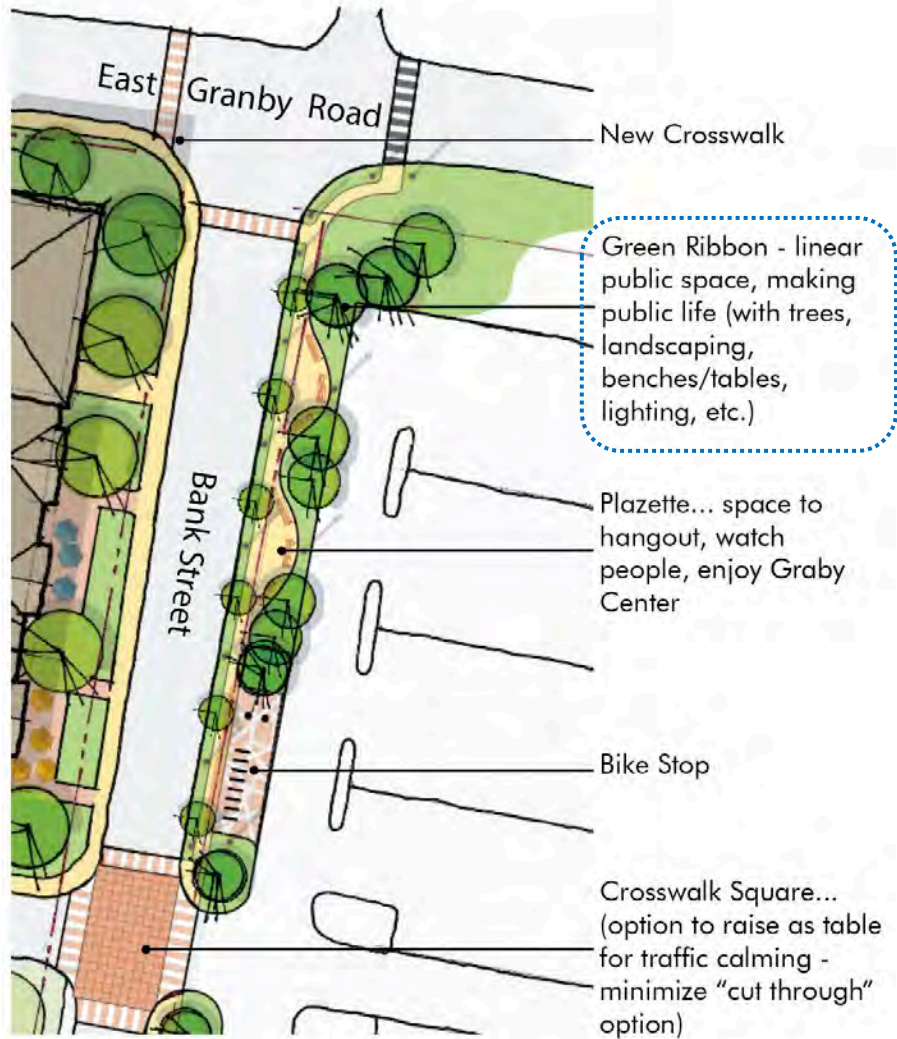 East Granby Road
New Crosswalk
Green Ribbon - linear
public space, making
public life (with trees,
landscaping,
benches/tables,
lighting, etc.)
Bank Street
Plazette... space to
hangout, watch
people, enjoy Graby
Center
Bike Stop
Crosswalk Square...
(option to raise as table
for traffic calming -
minimize “cut through”
option)